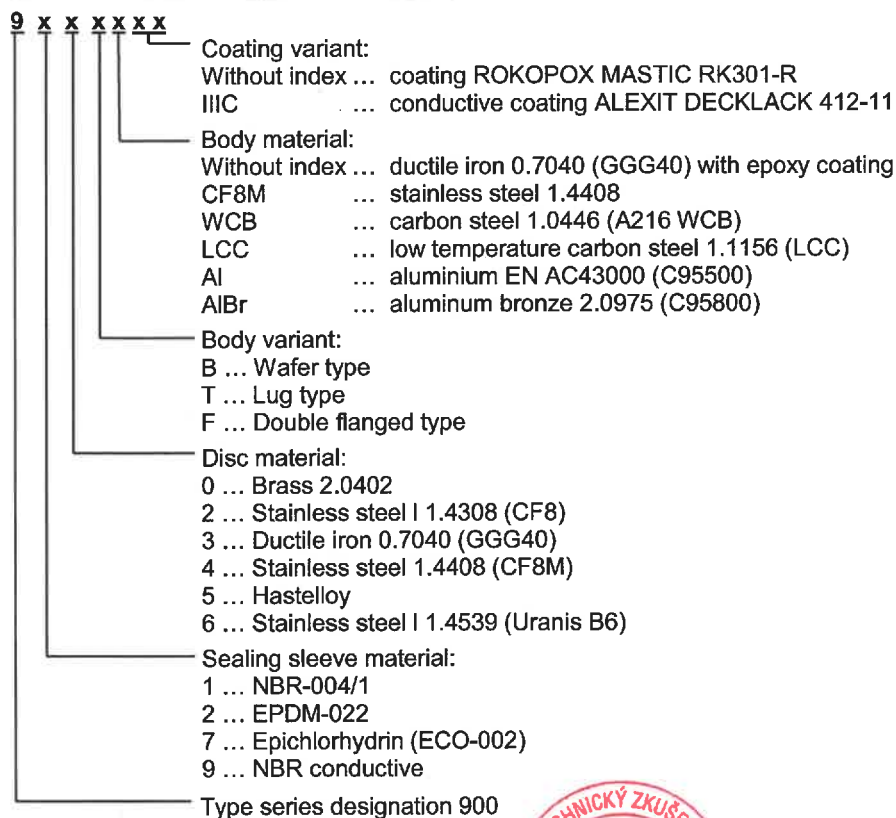 9 x x x x x x
Coating variant:
Without index ... coating ROKOPOX MASTIC RK301-R
IIIC ... conductive coating ALEXIT DECKLACK 412-11
Body material:
Without index ... ductile iron 0.7040 (GGG40) with epoxy coating
CF8M ... stainless steel 1.4408
WCB ... carbon steel 1.0446 (A216 WCB)
LCC ... low temperature carbon steel 1.1156 (LCC)
Al ... aluminium EN AC43000 (C95500)
AlBr ... aluminum bronze 2.0975 (C95800)
Body variant:
B ... Wafer type
T ... Lug type
F ... Double flanged type
Disc material:
0 ... Brass 2.0402
2 ... Stainless steel I 1.4308 (CF8)
3 ... Ductile iron 0.7040 (GGG40)
4 ... Stainless steel 1.4408 (CF8M)
5 ... Hastelloy
6 ... Stainless steel I 1.4539 (Uranis B6)
Sealing sleeve material:
1 ... NBR-004/1
2 ... EPDM-022
7 ... Epichlorhydrin (ECO-002)
9 ... NBR conductive
Type series designation 900